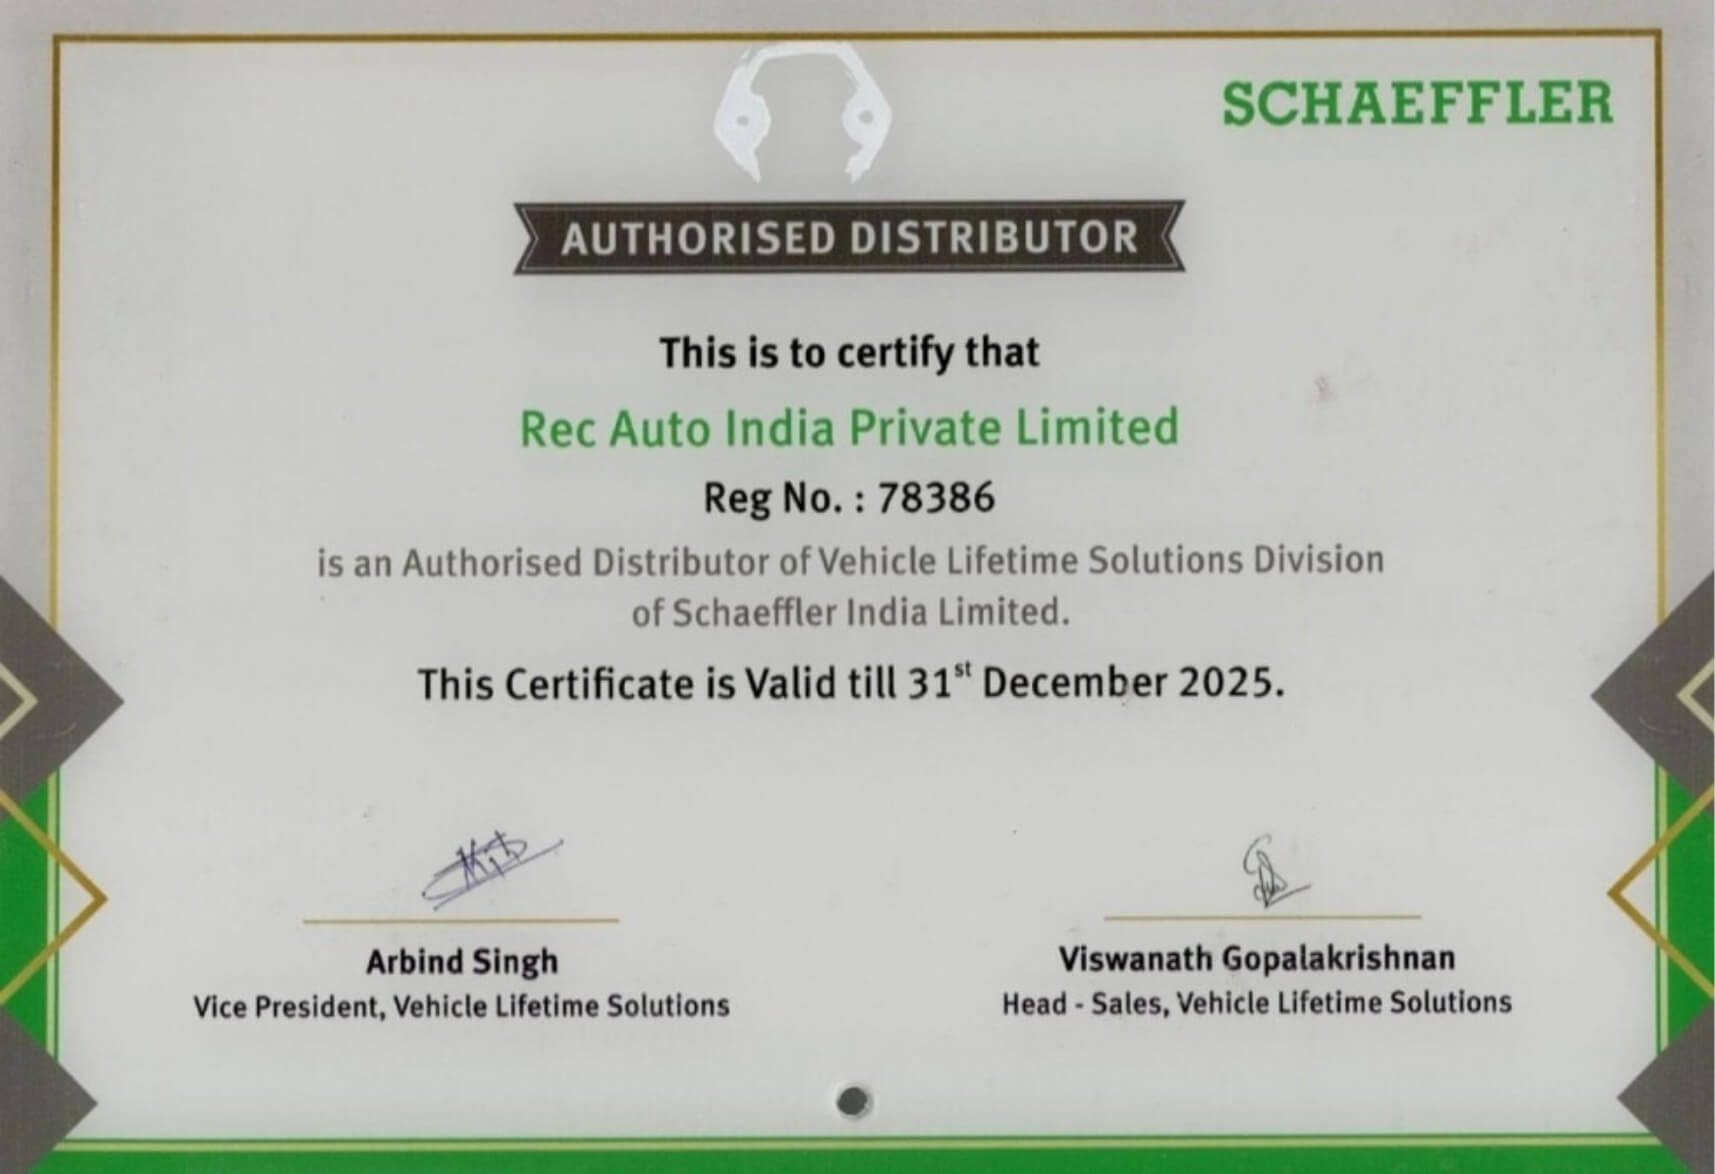 SCHAEFFLER
AUTHORISED DISTRIBUTOR
This is to certify that
Rec Auto India Private Limited
Reg No. : 78386
is an Authorised Distributor of Vehicle Lifetime Solutions Division
of Schaeffler India Limited.
This Certificate is Valid till 31st December 2025.
Arbind Singh
Vice President, Vehicle Lifetime Solutions
Viswanath Gopalakrishnan
Head - Sales, Vehicle Lifetime Solutions